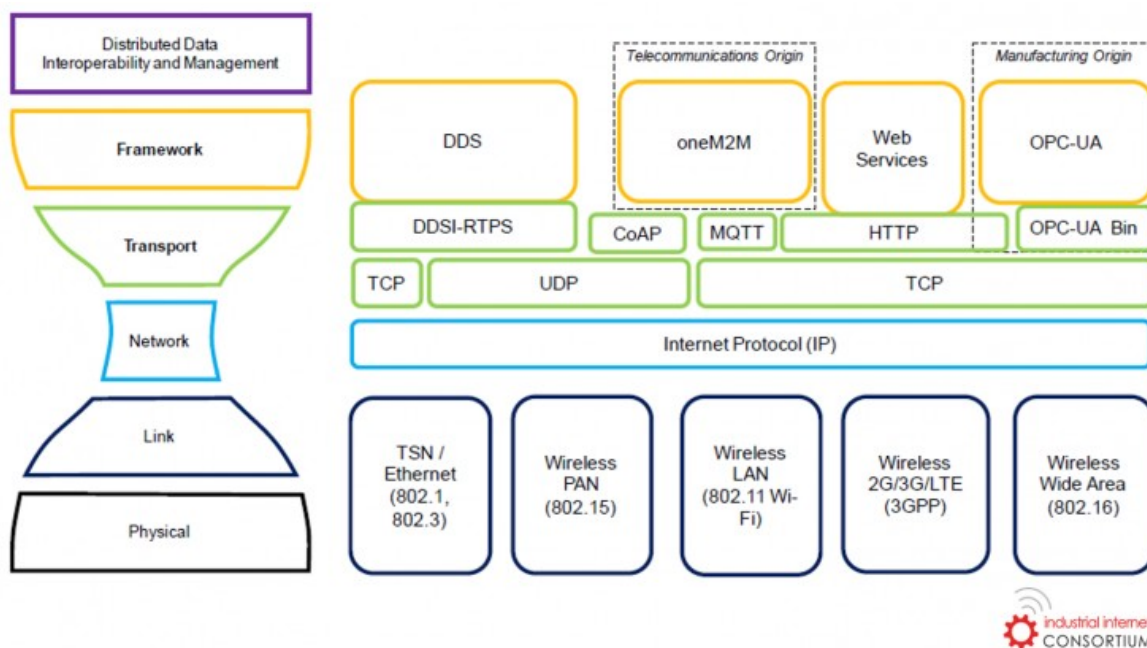 Distributed Data
Interoperability and Management
Framework
Transport
Network
Link
Physical
Telecommunications Origin
Manufacturing Origin
DDS
oneM2M
Web
Services
OPC-UA
DDSI-RTPS
CoAP
MQTT
HTTP
OPC-UA Bin
TCP
UDP
TCP
Internet Protocol (IP)
TSN /
Ethernet
(802.1,
802.3)
Wireless
PAN
(802.15)
Wireless
LAN
(802.11 Wi-
Fi)
Wireless
2G/3G/LTE
(3GPP)
Wireless
Wide Area
(802.16)
industrial interne
CONSORTIUM